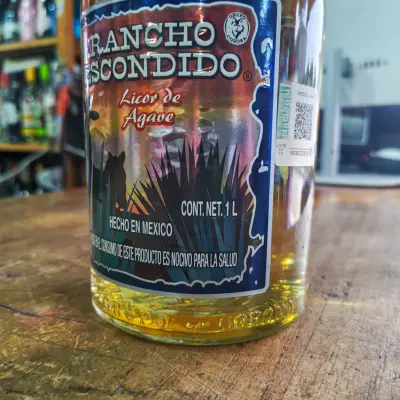 RANCHO
ESCONDIDO®
Licor de
Agave
CONT. NET. 1 L
HECHO EN MEXICO
EL CONSUMO DE ESTE PRODUCTO ES NOCIVO PARA LA SALUD